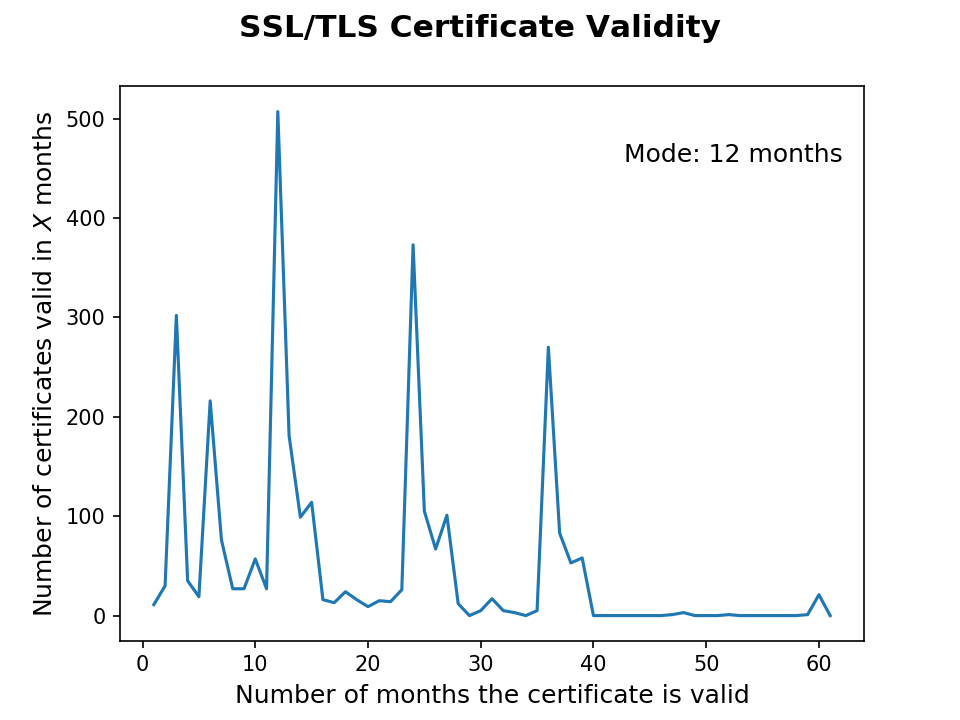 SSL/TLS Certificate Validity
Number of certificates valid in X months
500
400
300
200
100
0
Mode: 12 months
0 10 20 30 40 50 60
Number of months the certificate is valid